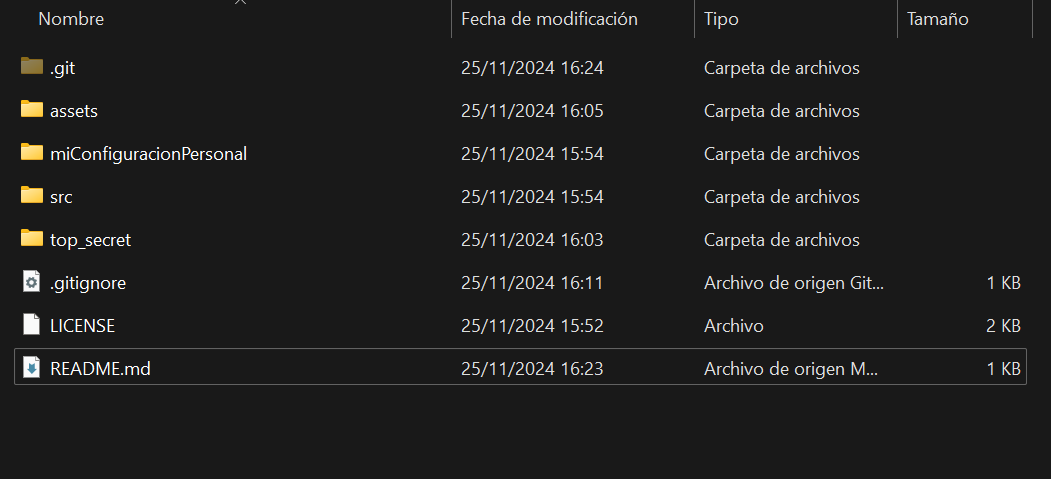 Nombre Fecha de modificación Tipo Tamaño
.git 25/11/2024 16:24 Carpeta de archivos
assets 25/11/2024 16:05 Carpeta de archivos
miConfiguracionPersonal 25/11/2024 15:54 Carpeta de archivos
src 25/11/2024 15:54 Carpeta de archivos
top_secret 25/11/2024 16:03 Carpeta de archivos
.gitignore 25/11/2024 16:11 Archivo de origen Git... 1 KB
LICENSE 25/11/2024 15:52 Archivo 2 KB
README.md 25/11/2024 16:23 Archivo de origen M... 1 KB